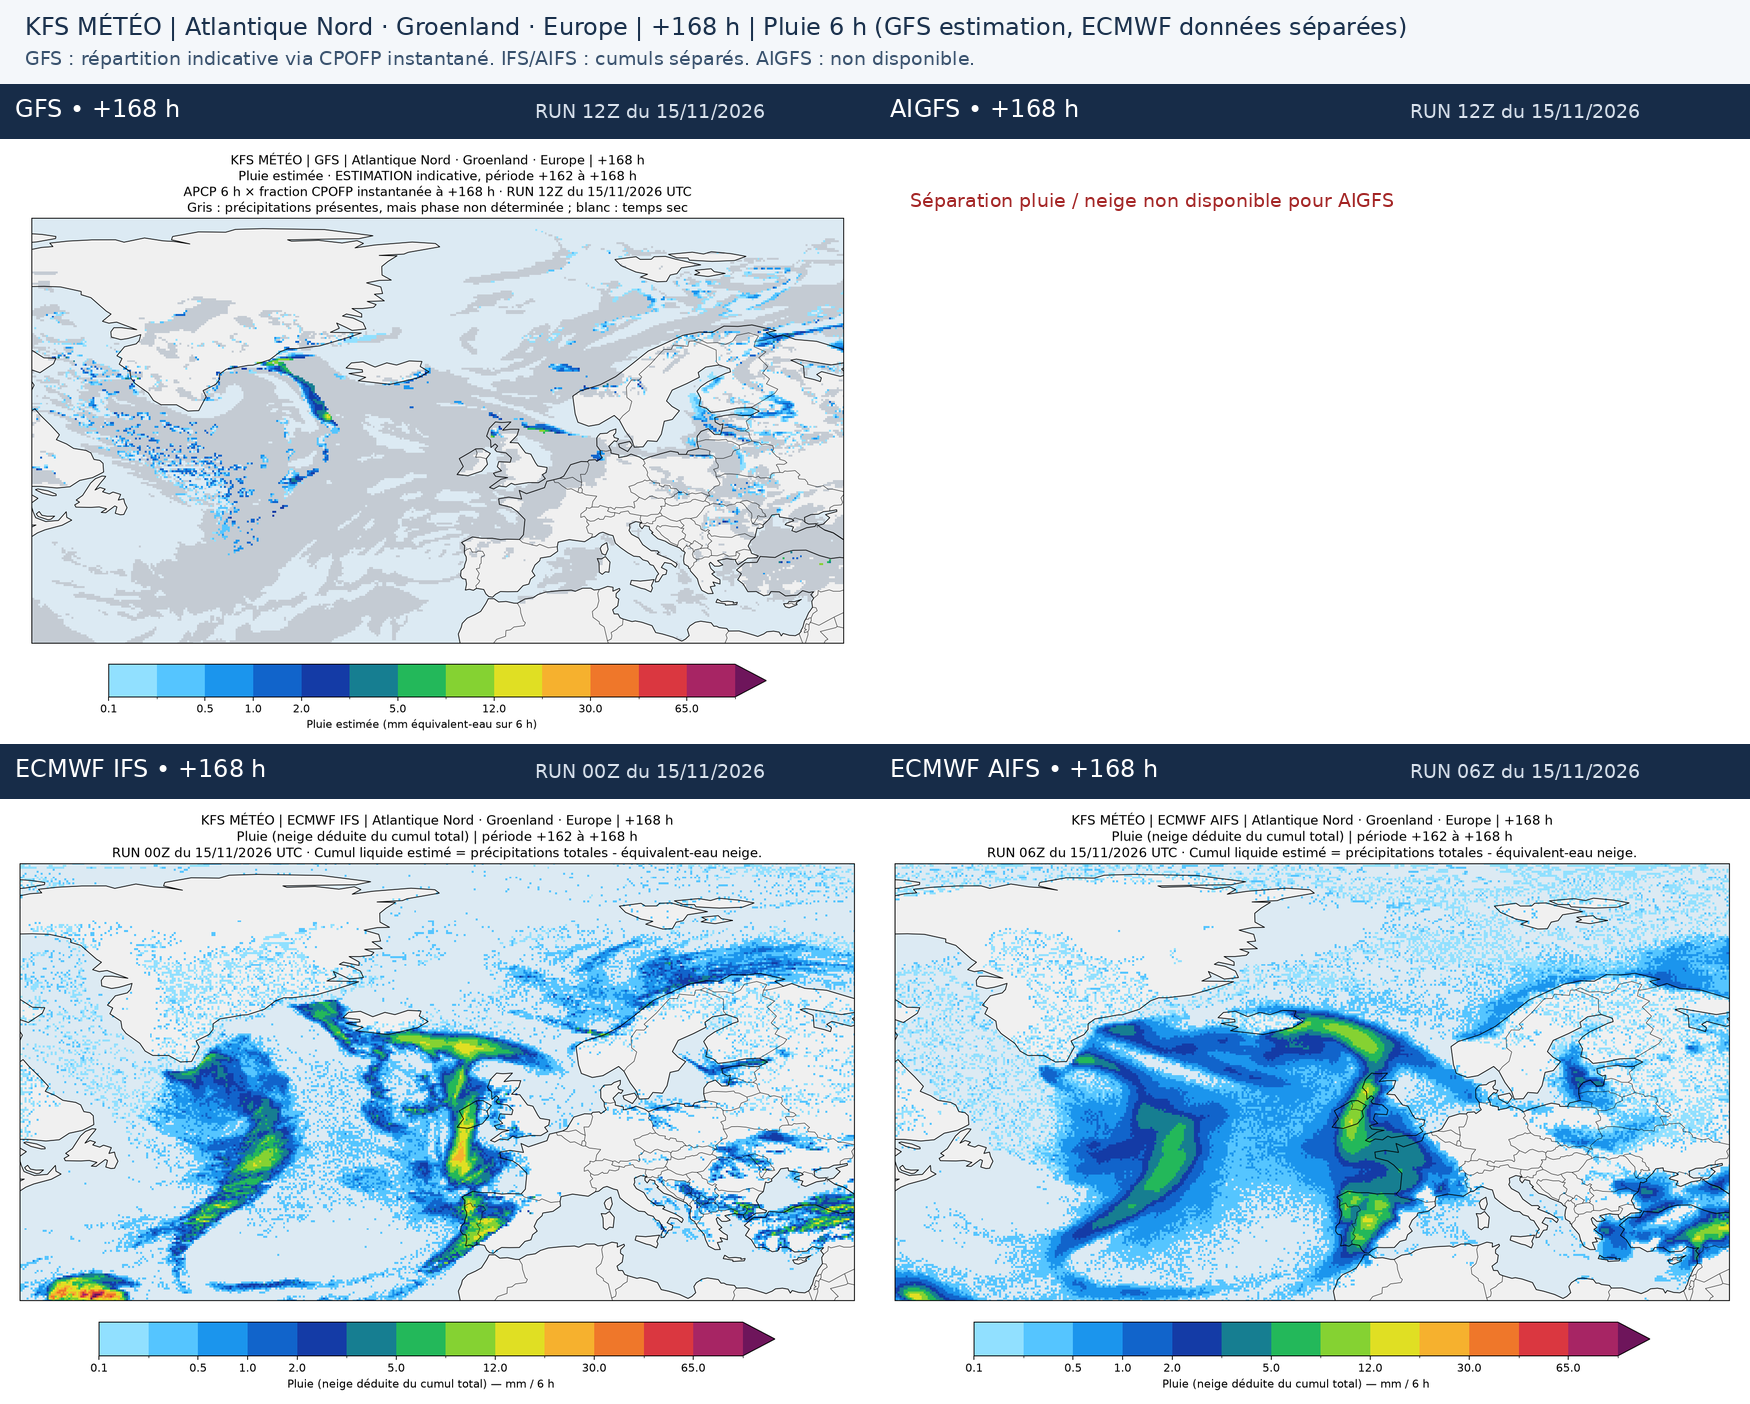 KFS MÉTÉO | Atlantique Nord · Groenland · Europe | +168 h | Pluie 6 h (GFS estimation, ECMWF données séparées)
GFS : répartition indicative via CPOFP instantané. IFS/AIFS : cumuls séparés. AIGFS : non disponible.
GFS • +168 h
RUN 12Z du 15/11/2026
AIGFS • +168 h
RUN 12Z du 15/11/2026
KFS MÉTÉO | GFS | Atlantique Nord · Groenland · Europe | +168 h
Pluie estimée · ESTIMATION indicative, période +162 à +168 h
APCP 6 h × fraction CPOFP instantanée à +168 h · RUN 12Z du 15/11/2026 UTC
Gris : précipitations présentes, mais phase non déterminée ; blanc : temps sec
Séparation pluie / neige non disponible pour AIGFS
0.1 0.5 1.0 2.0 5.0 12.0 30.0 65.0
Pluie estimée (mm équivalent-eau sur 6 h)
ECMWF IFS • +168 h
RUN 00Z du 15/11/2026
ECMWF AIFS • +168 h
RUN 06Z du 15/11/2026
KFS MÉTÉO | ECMWF IFS | Atlantique Nord · Groenland · Europe | +168 h
Pluie (neige déduite du cumul total) | période +162 à +168 h
RUN 00Z du 15/11/2026 UTC · Cumul liquide estimé = précipitations totales - équivalent-eau neige.
KFS MÉTÉO | ECMWF AIFS | Atlantique Nord · Groenland · Europe | +168 h
Pluie (neige déduite du cumul total) | période +162 à +168 h
RUN 06Z du 15/11/2026 UTC · Cumul liquide estimé = précipitations totales - équivalent-eau neige.
0.1 0.5 1.0 2.0 5.0 12.0 30.0 65.0
Pluie (neige déduite du cumul total) — mm / 6 h
0.1 0.5 1.0 2.0 5.0 12.0 30.0 65.0
Pluie (neige déduite du cumul total) — mm / 6 h